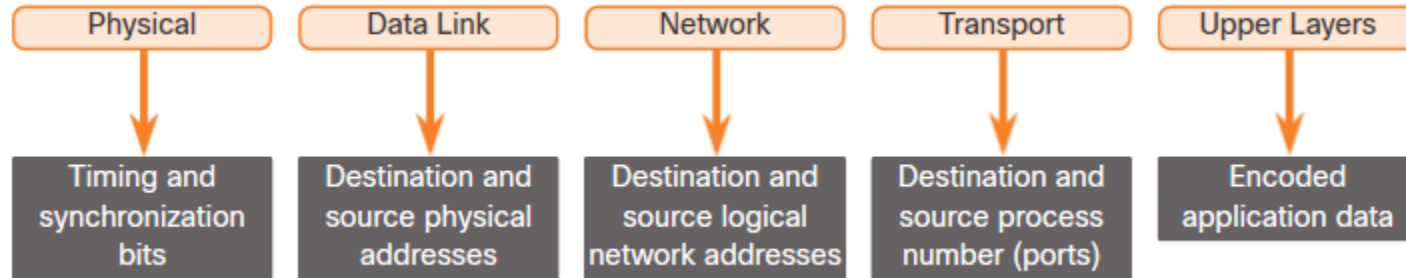 Physical
Data Link
Network
Transport
Upper Layers
Timing and
synchronization
bits
Destination and
source physical
addresses
Destination and
source logical
network addresses
Destination and
source process
number (ports)
Encoded
application data